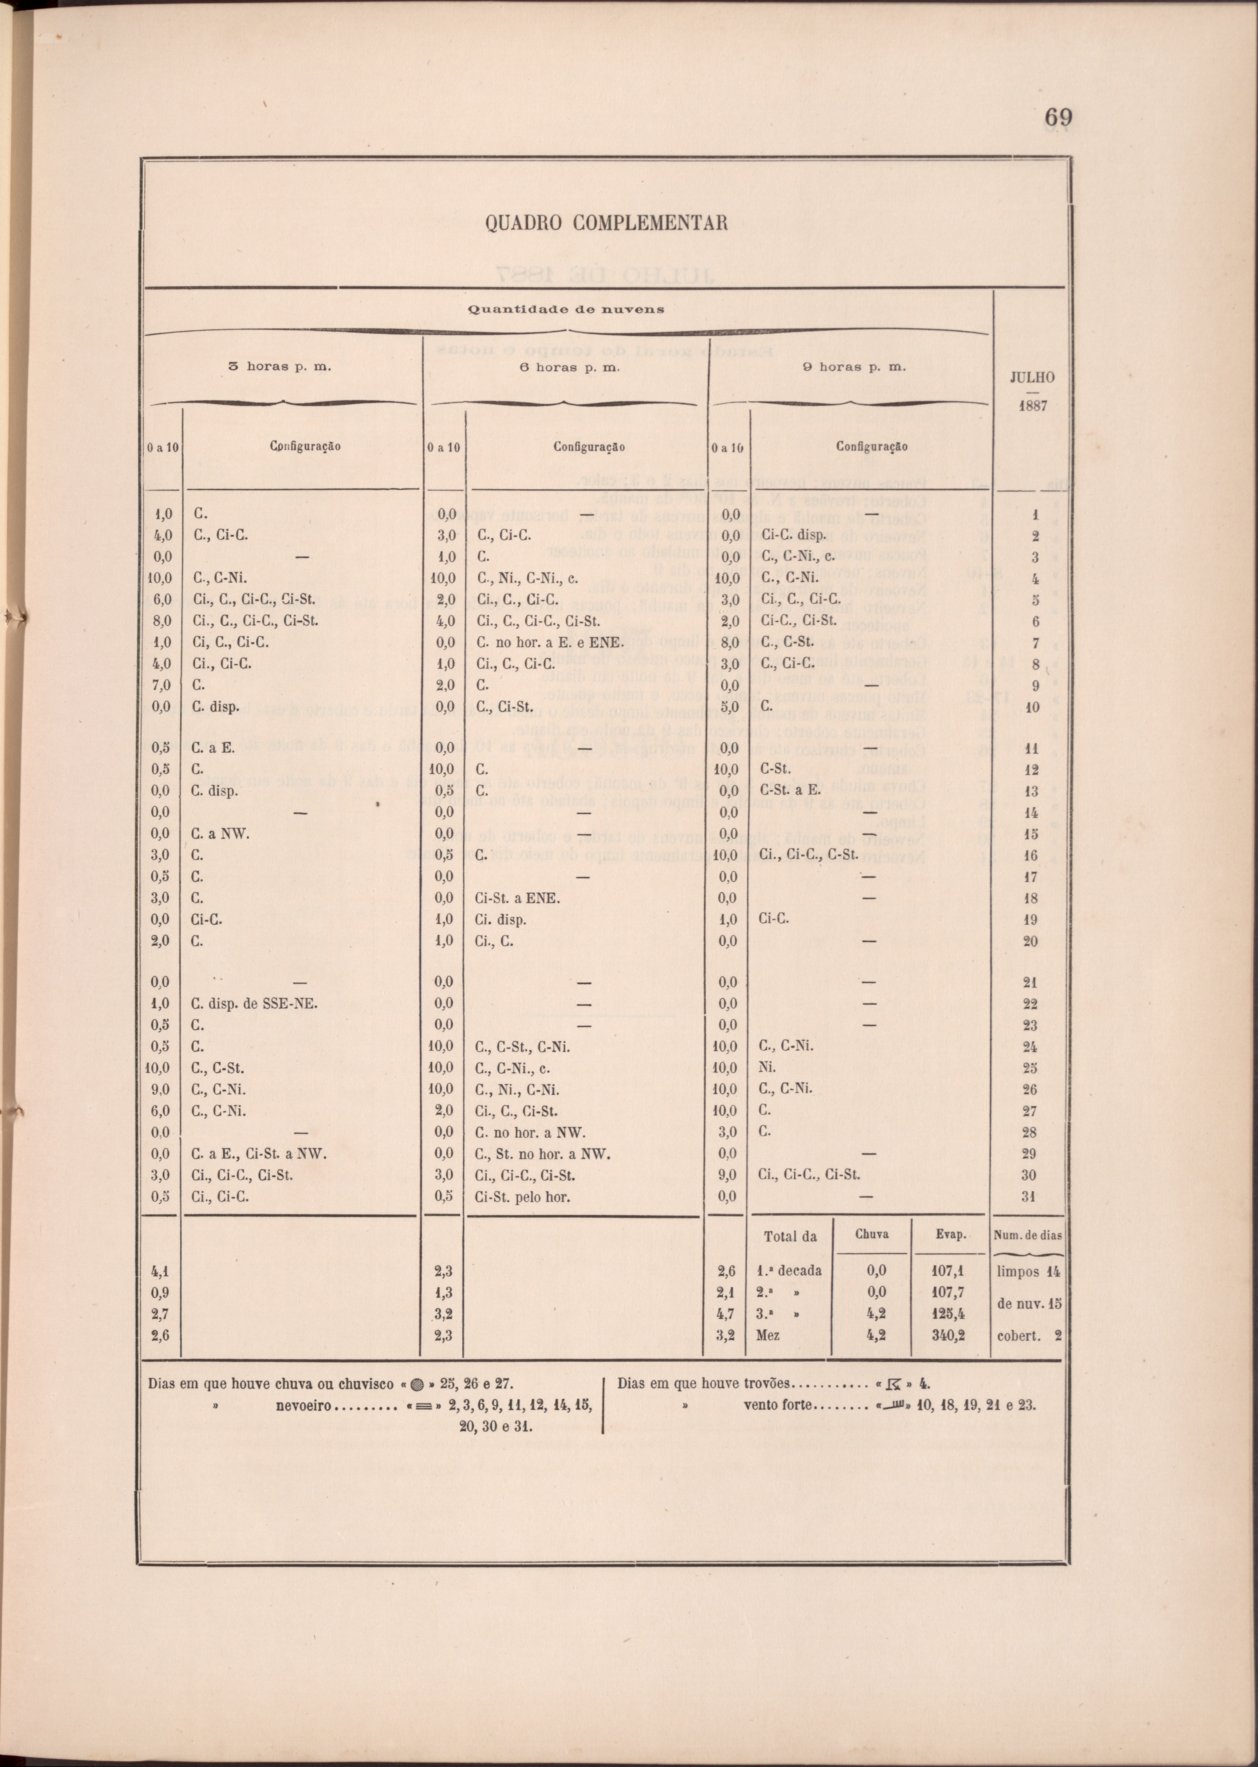 69
QUADRO COMPLEMENTAR
Quantidade de nuvens
3 horas p. m. 6 horas p. m. 9 horas p. m. JULHO
— 1887
0 a 10 Configuração 0 a 10 Configuração 0 a 10 Configuração
1,0 C. 0,0 — 0,0 — 1
4,0 C., Ci-C. 3,0 C., Ci-C. 0,0 Ci-C. disp. 2
0,0 — 1,0 C. 0,0 C., C-Ni., c. 3
10,0 C., C-Ni. 10,0 C., Ni., C-Ni., c. 10,0 C., C-Ni. 4
6,0 Ci., C., Ci-C., Ci-St. 2,0 Ci., C., Ci-C. 3,0 Ci., C., Ci-C. 5
8,0 Ci., C., Ci-C., Ci-St. 4,0 Ci., C., Ci-C., Ci-St. 2,0 Ci-C., Ci-St. 6
1,0 Ci, C., Ci-C. 0,0 C. no hor. a E. e ENE. 8,0 C., C-St. 7
4,0 Ci., Ci-C. 1,0 Ci., C., Ci-C. 3,0 C., Ci-C. 8
7,0 C. 2,0 C. 0,0 — 9
0,0 C. disp. 0,0 C., Ci-St. 5,0 C. 10
0,5 C. a E. 0,0 — 0,0 — 11
0,5 C. 10,0 C. 10,0 C-St. 12
0,0 C. disp. 0,5 C. 0,0 C-St. a E. 13
0,0 — 0,0 — 0,0 — 14
0,0 C. a NW. 0,0 — 0,0 — 15
3,0 C. 0,5 C. 10,0 Ci., Ci-C., C-St. 16
0,5 C. 0,0 — 0,0 — 17
3,0 C. 0,0 Ci-St. a ENE. 0,0 — 18
0,0 Ci-C. 1,0 Ci. disp. 1,0 Ci-C. 19
2,0 C. 1,0 Ci., C. 0,0 — 20
0,0 — 0,0 — 0,0 — 21
1,0 C. disp. de SSE-NE. 0,0 — 0,0 — 22
0,5 C. 0,0 — 0,0 — 23
0,5 C. 10,0 C., C-St., C-Ni. 10,0 C., C-Ni. 24
10,0 C., C-St. 10,0 C., C-Ni., c. 10,0 Ni. 25
9,0 C., C-Ni. 10,0 C., Ni., C-Ni. 10,0 C., C-Ni. 26
6,0 C., C-Ni. 2,0 Ci., C., Ci-St. 10,0 C. 27
0,0 — 0,0 C. no hor. a NW. 3,0 C. 28
0,0 C. a E., Ci-St. a NW. 0,0 C., St. no hor. a NW. 0,0 — 29
3,0 Ci., Ci-C., Ci-St. 3,0 Ci., Ci-C., Ci-St. 9,0 Ci., Ci-C., Ci-St. 30
0,5 Ci., Ci-C. 0,5 Ci-St. pelo hor. 0,0 — 31
Total da Chuva Evap. Num. de dias
4,1 2,3 2,6 1.ª decada 0,0 107,1 limpos 14
0,9 1,3 2,1 2.ª » 0,0 107,7
de nuv. 15
2,7 3,2 4,7 3.ª » 4,2 125,4
2,6 2,3 3,2 Mez 4,2 340,2 cobert. 2
Dias em que houve chuva ou chuvisco « » 25, 26 e 27.
» nevoeiro......... « » 2, 3, 6, 9, 11, 12, 14, 15,
20, 30 e 31.
Dias em que houve trovões........... « » 4.
» vento forte........ « » 10, 18, 19, 21 e 23.